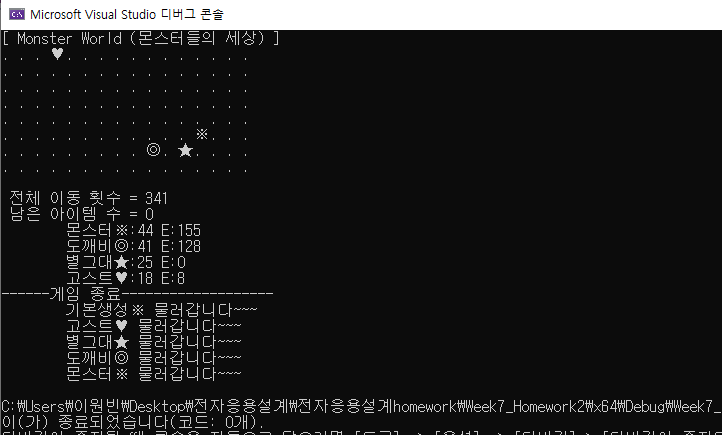 Microsoft Visual Studio 디버그 콘솔
[ Monster World (몬스터들의 세상) ]
. . . ♥ . . . . . . . . . . . .
. . . . . . . . . . . . . . . .
. . . . . . . . . . . . . . . .
. . . . . . . . . . . . . . . .
. . . . . . . . . . . . . . . .
. . . . . . . . . . . . ※ . . .
. . . . . . . . . ◎ . ★ . . . .
. . . . . . . . . . . . . . . .
전체 이동 횟수 = 341
남은 아이템 수 = 0
몬스터※:44 E:155
도깨비◎:41 E:128
별그대★:25 E:0
고스트♥:18 E:8
------게임 종료-------------------
기본생성※ 물러갑니다~~~
고스트♥ 물러갑니다~~~
별그대★ 물러갑니다~~~
도깨비◎ 물러갑니다~~~
몬스터※ 물러갑니다~~~
C:₩Users₩이원빈₩Desktop₩전자응용설계₩전자응용설계homework₩Week7_Homework2₩x64₩Debug₩Week7_
이(가) 종료되었습니다(코드: 0개).